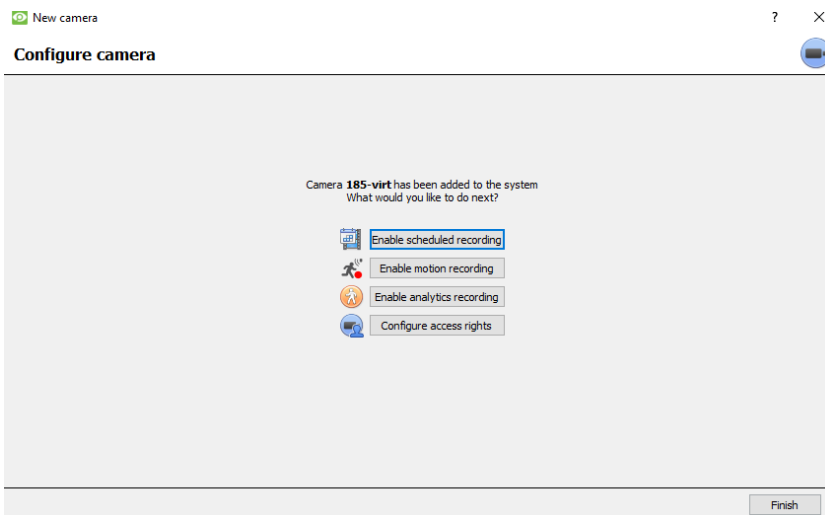 New camera
?
Configure camera
Camera 185-virt has been added to the system
What would you like to do next?
Enable scheduled recording
Enable motion recording
Enable analytics recording
Configure access rights
Finish